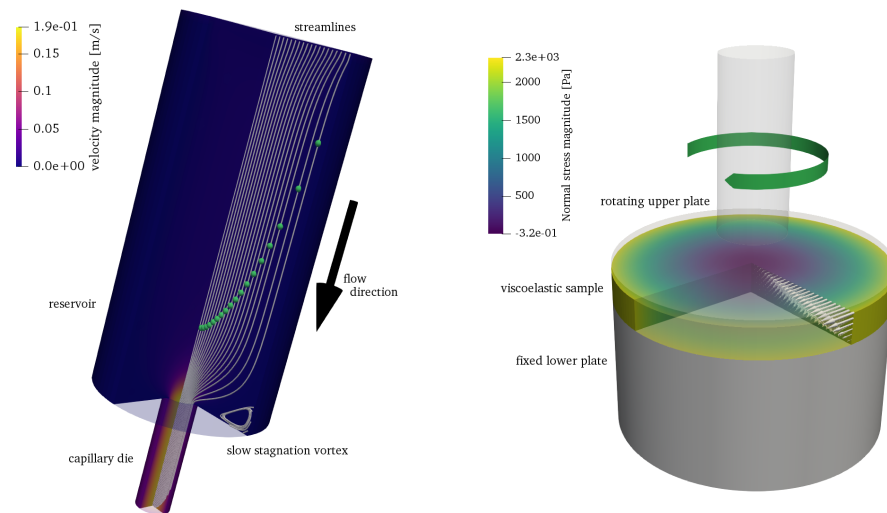 1.9e-01
0.15
0.1
0.05
0.0e+00
velocity magnitude [m/s]
streamlines
flow
direction
reservoir
capillary die
slow stagnation vortex
2.3e+03
2000
1500
1000
500
-3.2e-01
Normal stress magnitude [Pa]
rotating upper plate
viscoelastic sample
fixed lower plate